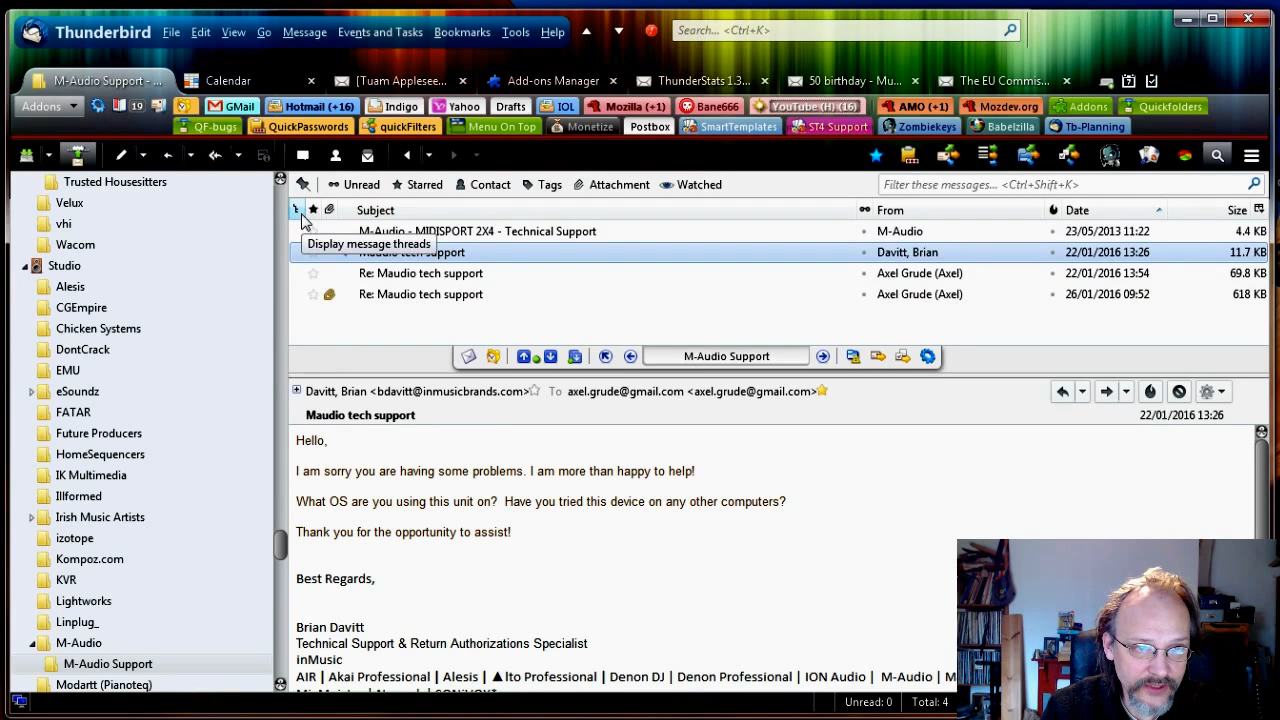 Thunderbird File Edit View Go Message Events and Tasks Bookmarks Tools Help Search... <Ctrl+K>
M-Audio Support - ... Calendar [Tuam Applesee... Add-ons Manager ThunderStats 1.3... 50 birthday - Mu... The EU Commis...
Addons 19 GMail Hotmail (+16) Indigo Yahoo Drafts IOL Mozilla (+1) Bane666 YouTube (H) (16) AMO (+1) Mozdev.org Addons Quickfolders
QF-bugs QuickPasswords quickFilters Menu On Top Monetize Postbox SmartTemplates ST4 Support Zombiekeys Babelzilla Tb-Planning
Trusted Housesitters
Velux
vhi
Wacom
Studio
Alesis
CGEmpire
Chicken Systems
DontCrack
EMU
eSoundz
FATAR
Future Producers
HomeSequencers
IK Multimedia
Illformed
Irish Music Artists
izotope
Kompoz.com
KVR
Lightworks
Linplug_
M-Audio
M-Audio Support
Modartt (Pianoteq)
Unread Starred Contact Tags Attachment Watched Filter these messages... <Ctrl+Shift+K>
Subject From Date Size
M-Audio - MIDISPORT 2X4 - Technical Support M-Audio 23/05/2013 11:22 4.4 KB
Display message threads
Maudio tech support Davitt, Brian 22/01/2016 13:26 11.7 KB
Re: Maudio tech support Axel Grude (Axel) 22/01/2016 13:54 69.8 KB
Re: Maudio tech support Axel Grude (Axel) 26/01/2016 09:52 618 KB
M-Audio Support
Davitt, Brian <bdavitt@inmusicbrands.com> To axel.grude@gmail.com <axel.grude@gmail.com>
Maudio tech support 22/01/2016 13:26
Hello,
I am sorry you are having some problems. I am more than happy to help!
What OS are you using this unit on? Have you tried this device on any other computers?
Thank you for the opportunity to assist!
Best Regards,
Brian Davitt
Technical Support & Return Authorizations Specialist
inMusic
AIR | Akai Professional | Alesis | ▲lto Professional | Denon DJ | Denon Professional | ION Audio | M-Audio | M
Unread: 0 Total: 4